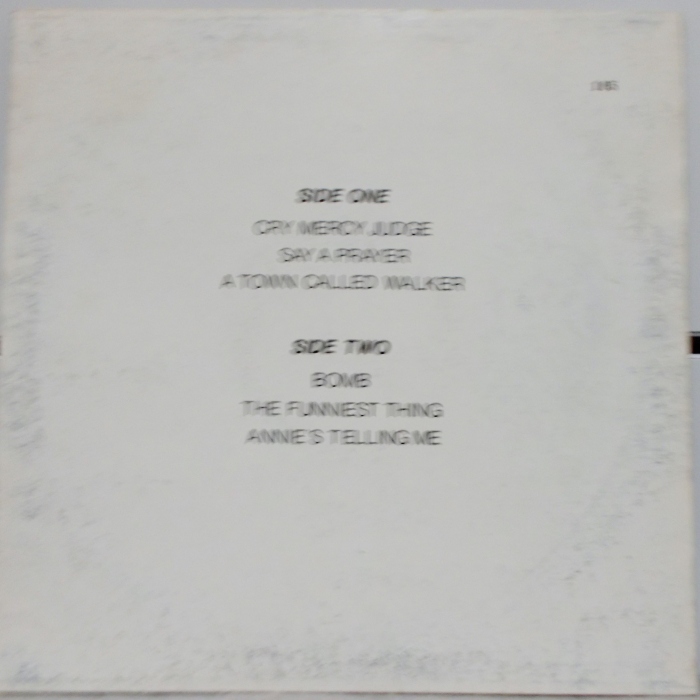 SIDE ONE
CRY MERCY JUDGE
SAY A PRAYER
A TOWN CALLED WALKER
SIDE TWO
BOMB
THE FUNNIEST THING
ANNIE'S TELLING ME